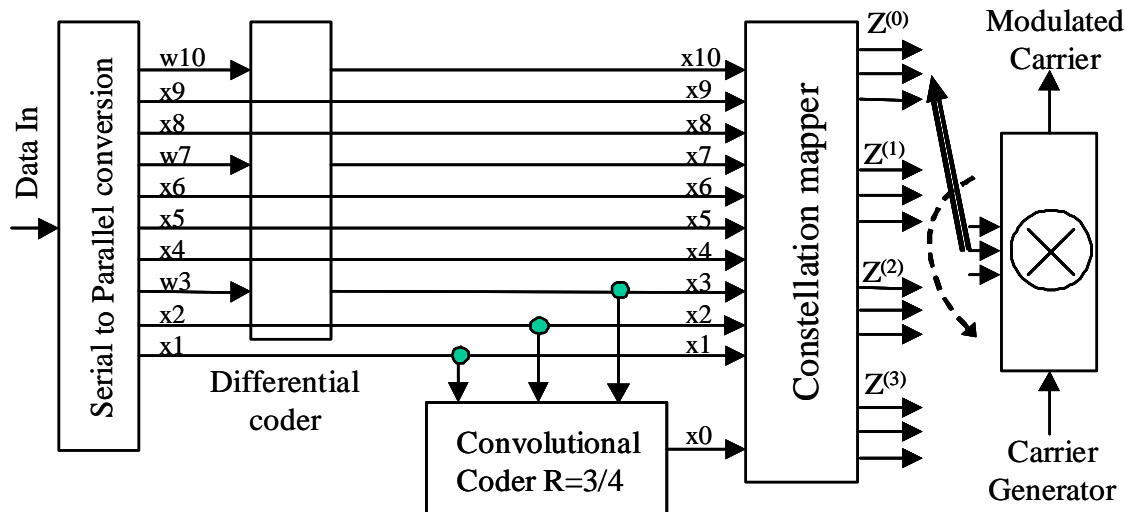 Data In
Serial to Parallel conversion
w10
x9
x8
w7
x6
x5
x4
w3
x2
x1
Differential
coder
x10
x9
x8
x7
x6
x5
x4
x3
x2
x1
Convolutional
Coder R=3/4
x0
Constellation mapper
Z(0)
Z(1)
Z(2)
Z(3)
Modulated
Carrier
Carrier
Generator